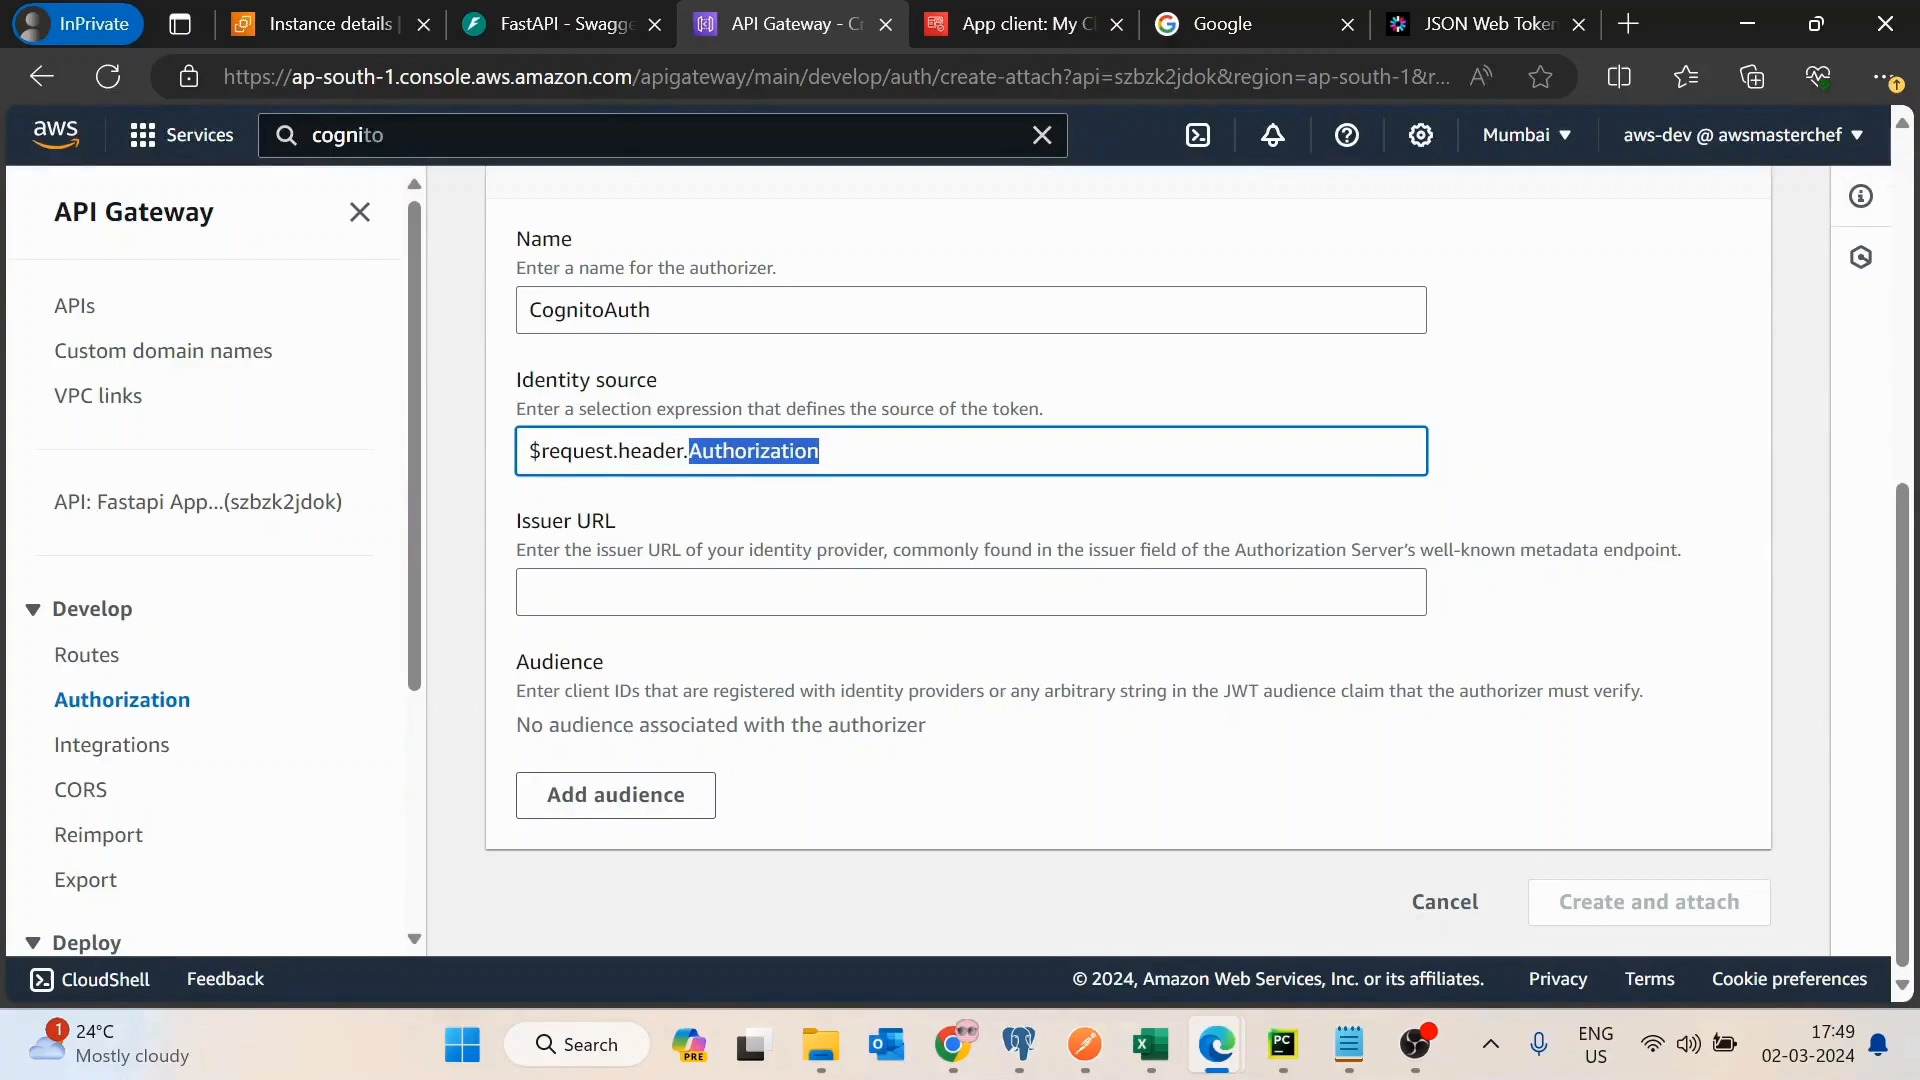 InPrivate
Instance details |
FastAPI - Swagge
API Gateway - Cr
App client: My Cl
Google
JSON Web Token
https://ap-south-1.console.aws.amazon.com/apigateway/main/develop/auth/create-attach?api=szbzk2jdok&region=ap-south-1&r...
aws
Services
cognito
Mumbai
aws-dev @ awsmasterchef
API Gateway
APIs
Custom domain names
VPC links
API: Fastapi App...(szbzk2jdok)
Develop
Routes
Authorization
Integrations
CORS
Reimport
Export
Deploy
Name
Enter a name for the authorizer.
CognitoAuth
Identity source
Enter a selection expression that defines the source of the token.
$request.header.Authorization
Issuer URL
Enter the issuer URL of your identity provider, commonly found in the issuer field of the Authorization Server’s well-known metadata endpoint.
Audience
Enter client IDs that are registered with identity providers or any arbitrary string in the JWT audience claim that the authorizer must verify.
No audience associated with the authorizer
Add audience
Cancel
Create and attach
CloudShell
Feedback
© 2024, Amazon Web Services, Inc. or its affiliates.
Privacy
Terms
Cookie preferences
1
24°C
Mostly cloudy
Search
PRE
PC
ENG
US
17:49
02-03-2024